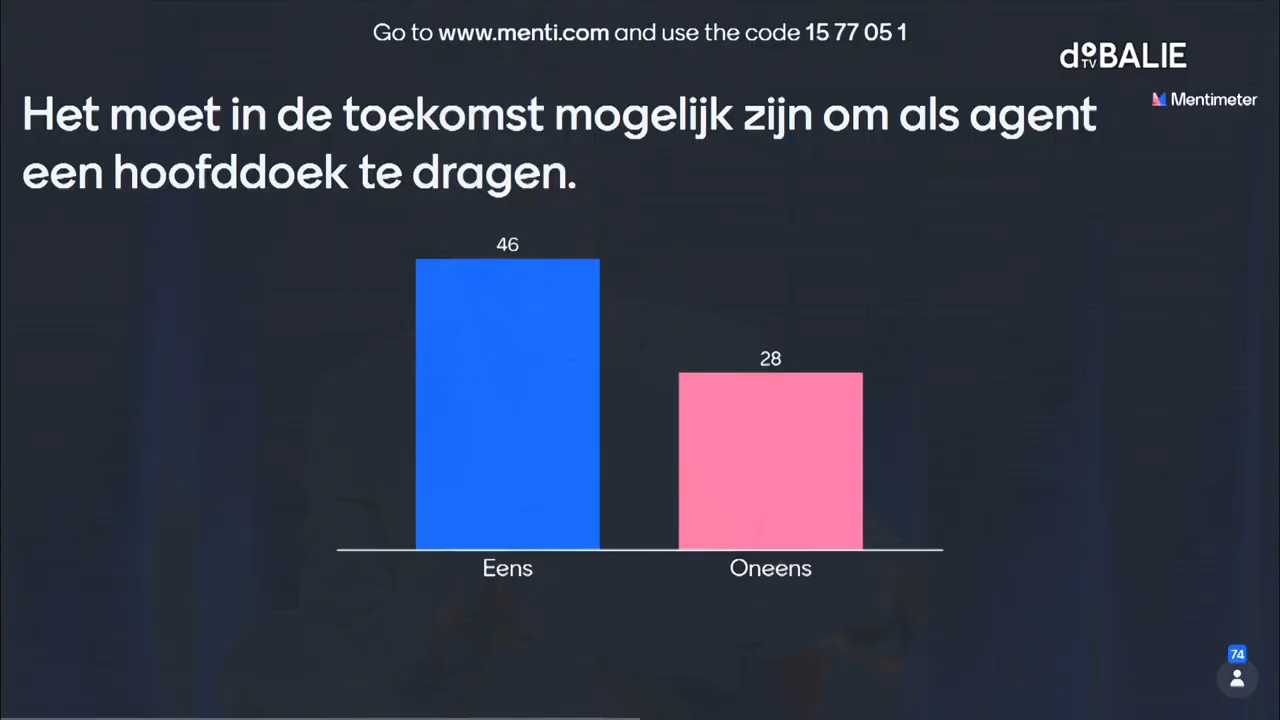 Go to www.menti.com and use the code 15 77 05 1
de BALIE
TV
Mentimeter
Het moet in de toekomst mogelijk zijn om als agent
een hoofddoek te dragen.
46
28
Eens
Oneens
74